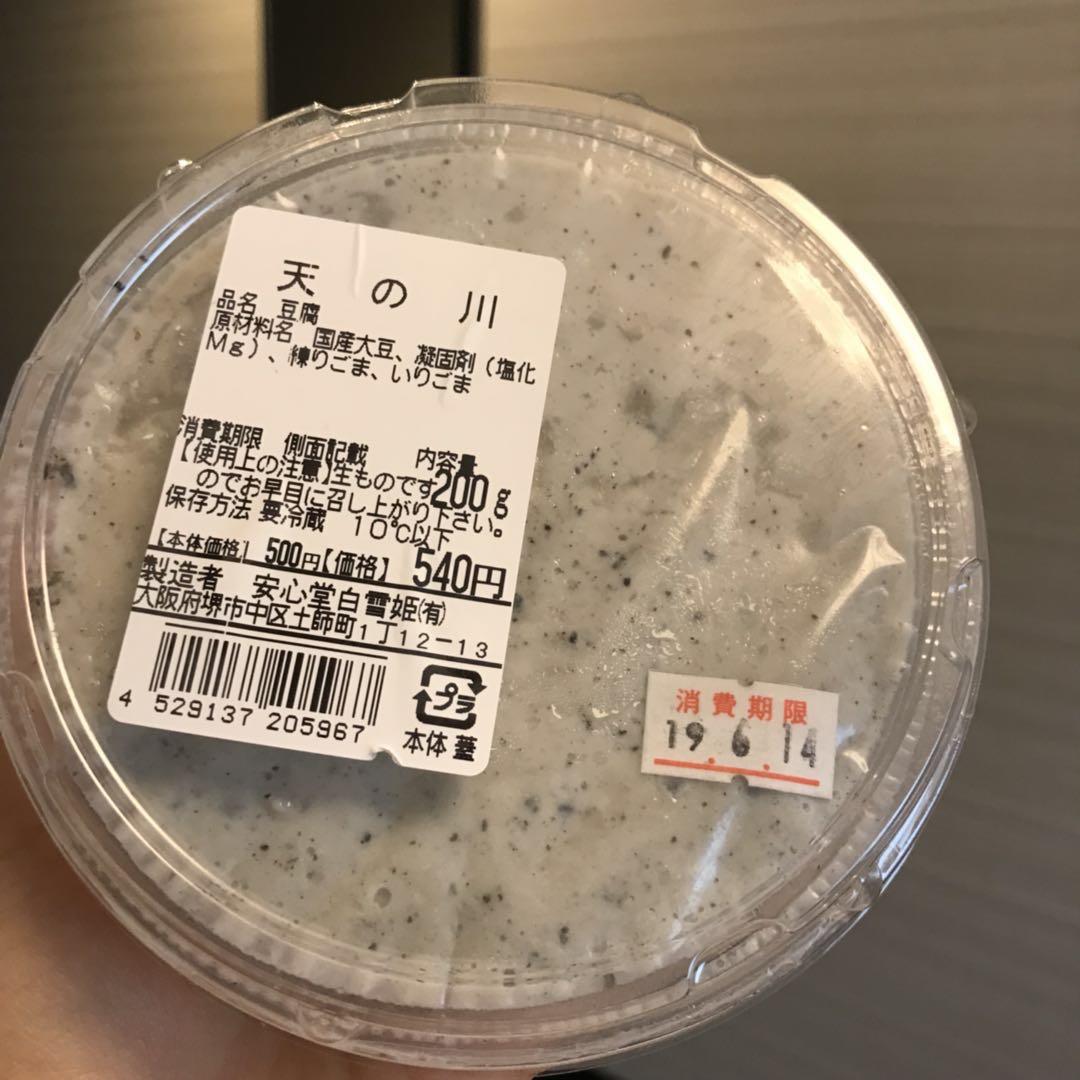 天の川
品名 豆腐
原材料名 国産大豆、凝固剤(塩化
Mg)、練りごま、いりごま
消費期限 側面記載 内容量
【使用上の注意】生ものです 200g
のでお早目に召し上がり下さい。
保存方法 要冷蔵 10℃以下
【本体価格】 500円【価格】 540円
製造者 安心堂白雪姫(有)
大阪府堺市中区土師町1丁12-13
4 529137 205967
プラ
本体 蓋
消費期限
19.6.14